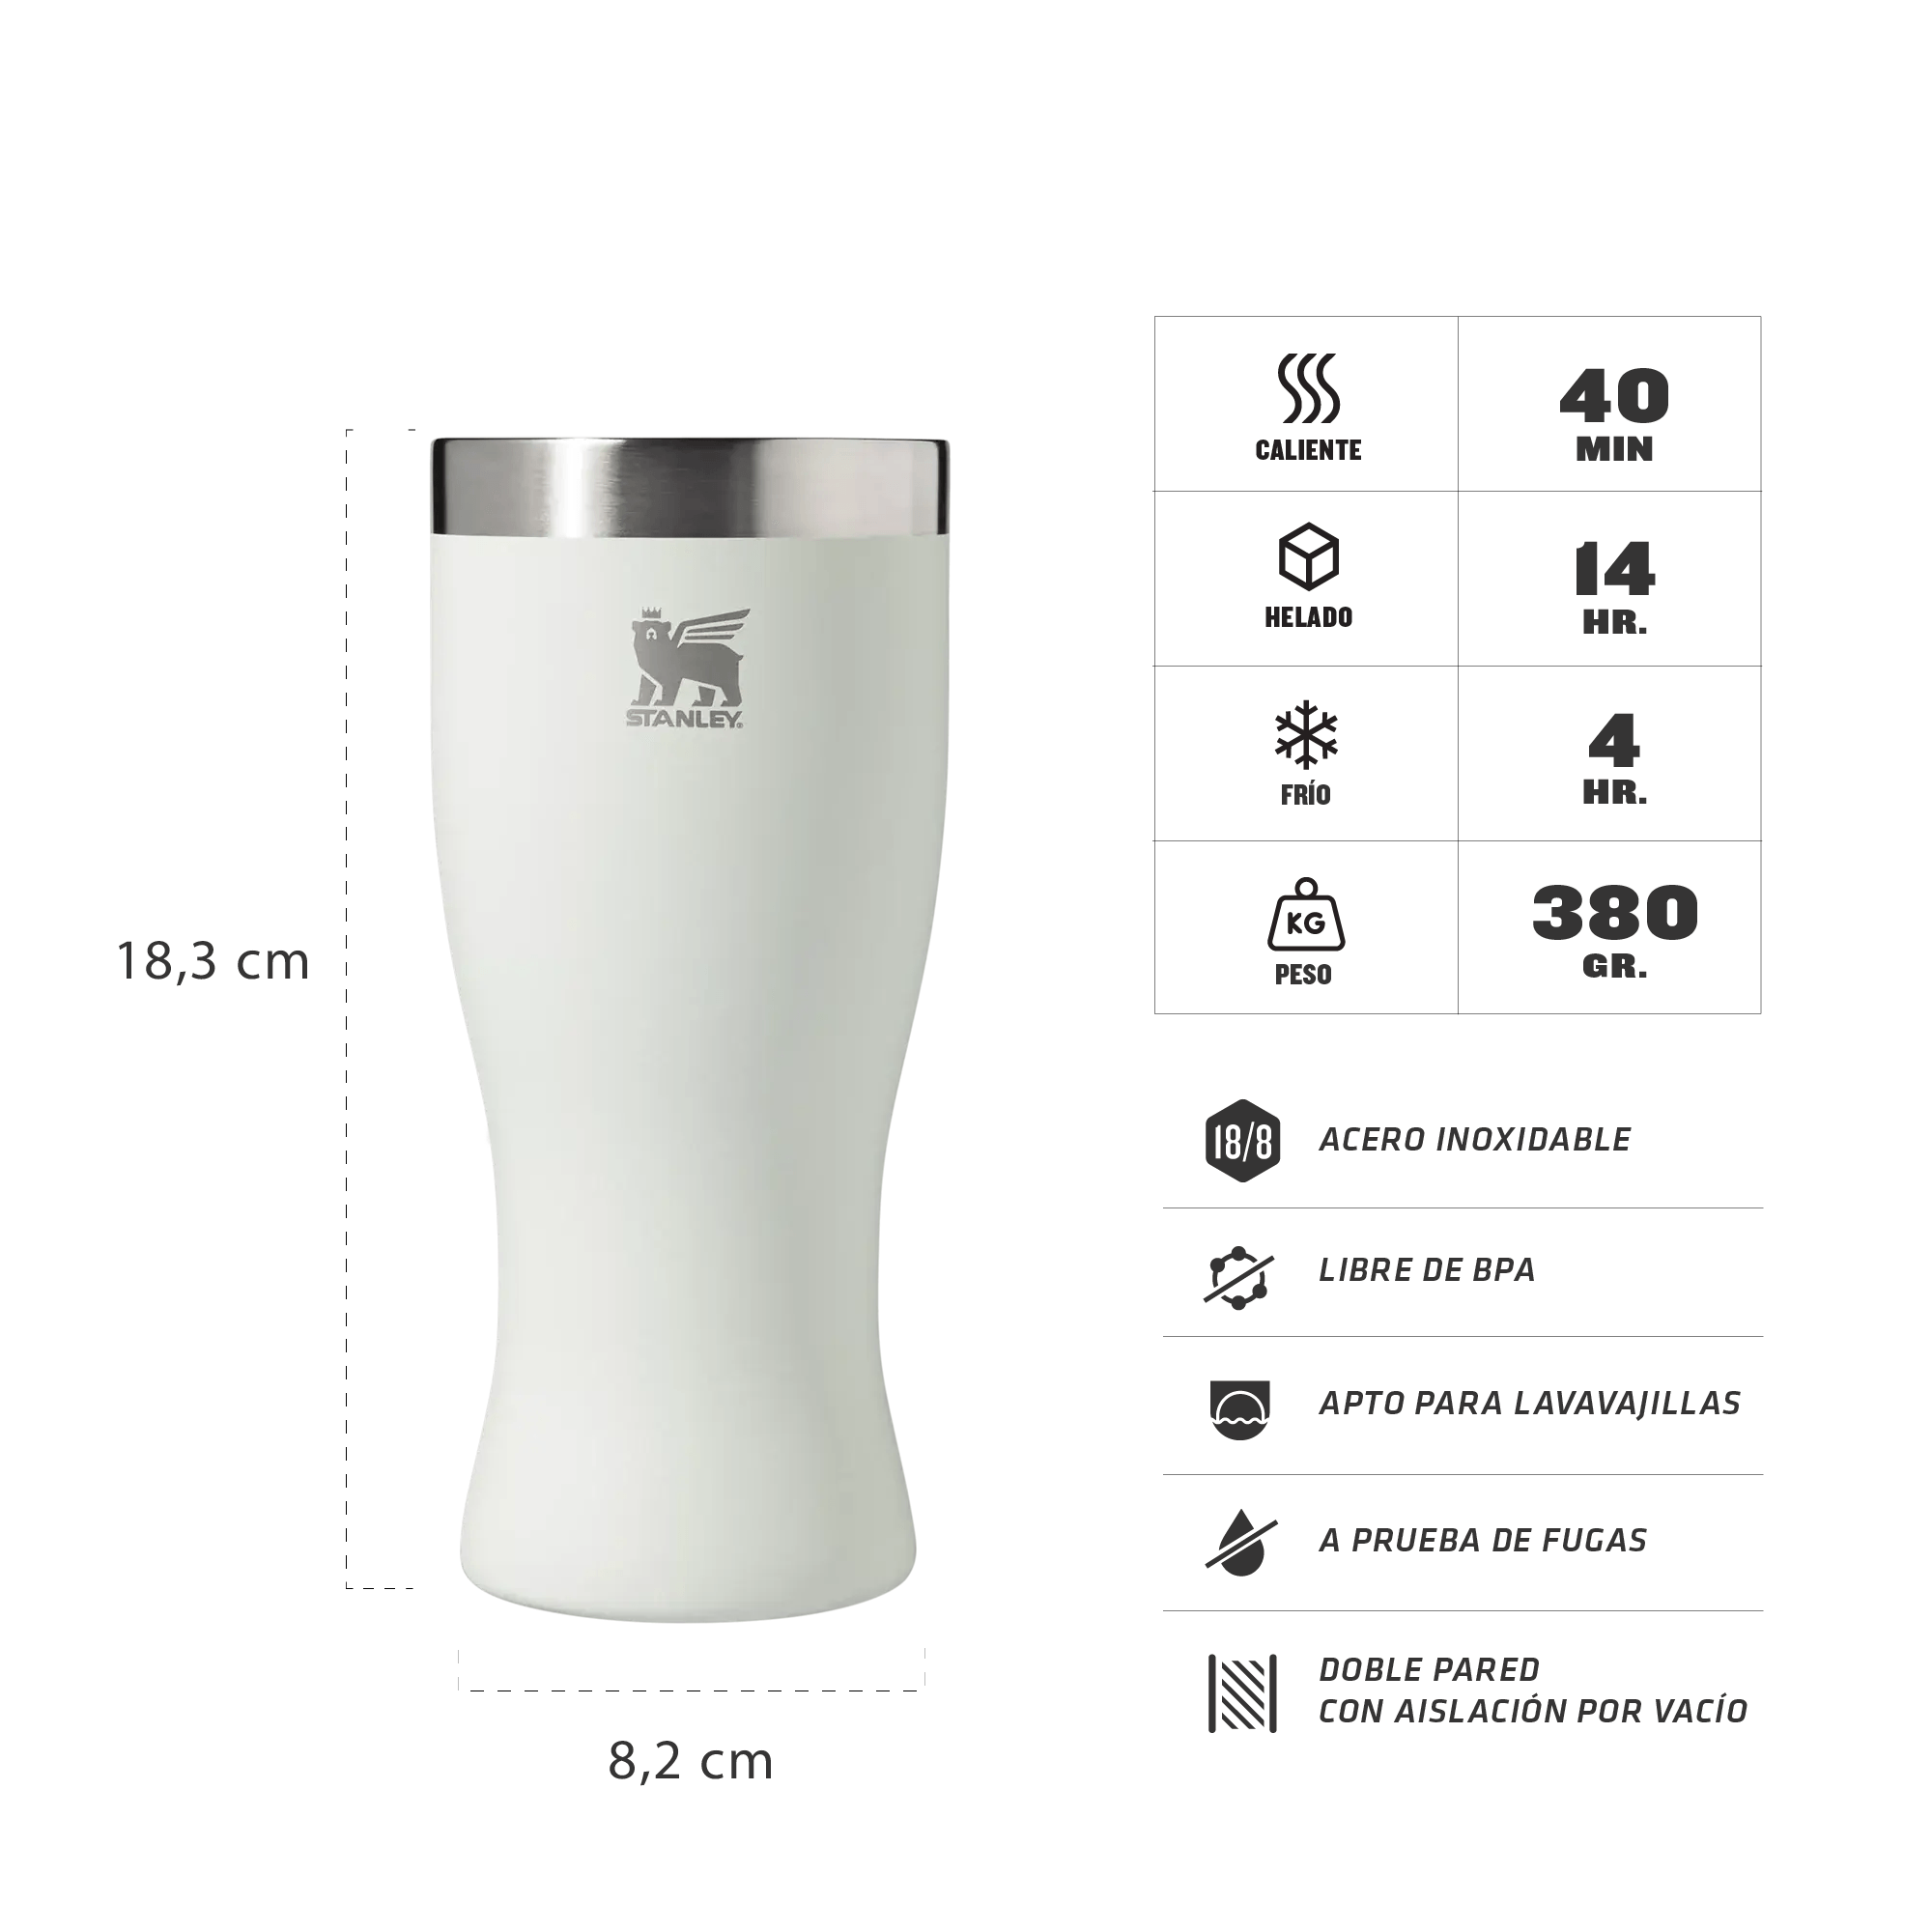 STANLEY®
18,3 cm
8,2 cm
CALIENTE
40
MIN
HELADO
14
HR.
FRÍO
4
HR.
KG
PESO
380
GR.
18/8
ACERO INOXIDABLE
LIBRE DE BPA
APTO PARA LAVAVAJILLAS
A PRUEBA DE FUGAS
DOBLE PARED
CON AISLACIÓN POR VACÍO